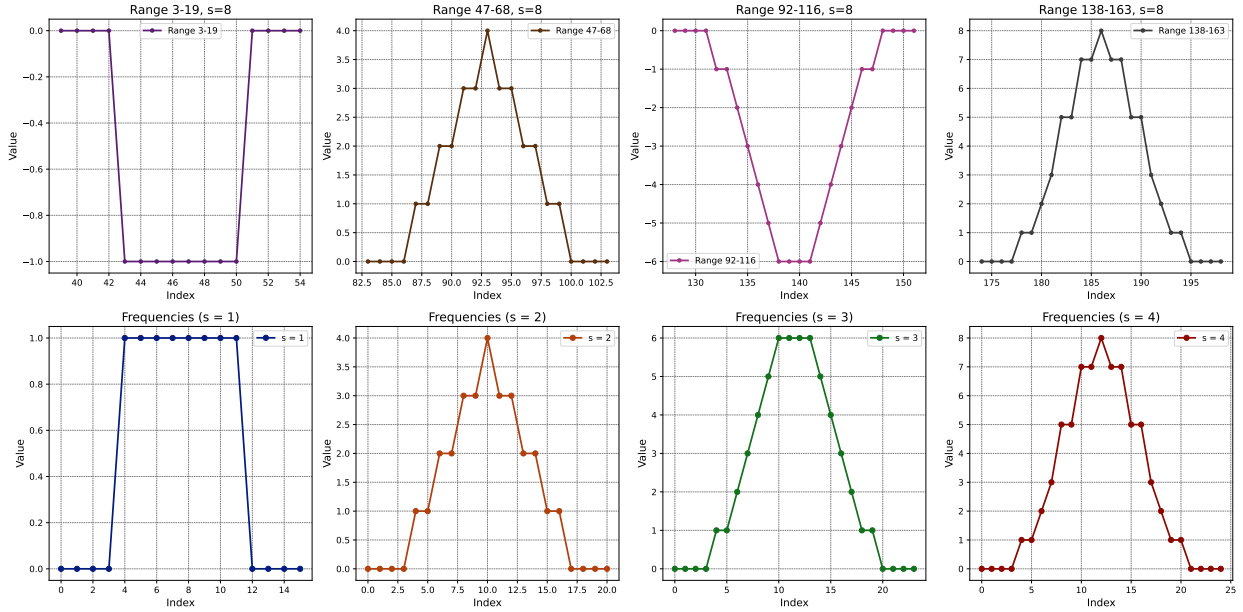 Range 3-19, s=8
Value
0.0
−0.2
−0.4
−0.6
−0.8
−1.0
Range 3-19
40 42 44 46 48 50 52 54
Index
Range 47-68, s=8
Value
4.0
3.5
3.0
2.5
2.0
1.5
1.0
0.5
0.0
Range 47-68
82.5 85.0 87.5 90.0 92.5 95.0 97.5 100.0 102.5
Index
Range 92-116, s=8
Value
0
−1
−2
−3
−4
−5
−6
Range 92-116
130 135 140 145 150
Index
Range 138-163, s=8
Value
8
7
6
5
4
3
2
1
0
Range 138-163
175 180 185 190 195
Index
Frequencies (s = 1)
Value
1.0
0.8
0.6
0.4
0.2
0.0
s = 1
0 2 4 6 8 10 12 14
Index
Frequencies (s = 2)
Value
4.0
3.5
3.0
2.5
2.0
1.5
1.0
0.5
0.0
s = 2
0.0 2.5 5.0 7.5 10.0 12.5 15.0 17.5 20.0
Index
Frequencies (s = 3)
Value
6
5
4
3
2
1
0
s = 3
0 5 10 15 20
Index
Frequencies (s = 4)
Value
8
7
6
5
4
3
2
1
0
s = 4
0 5 10 15 20 25
Index